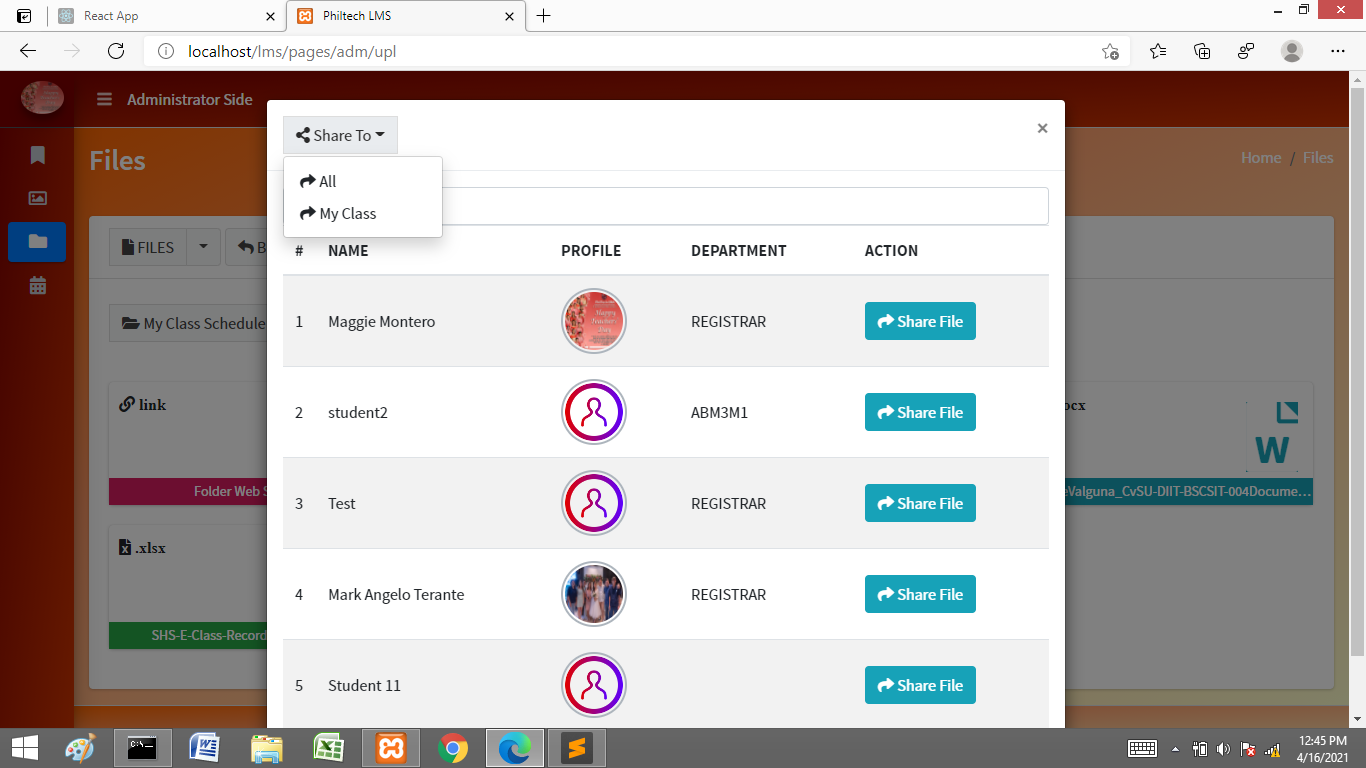 React App
Philtech LMS
localhost/lms/pages/adm/upl
Administrator Side
Share To
×
Files
Home / Files
All
My Class
FILES
B
# NAME PROFILE DEPARTMENT ACTION
My Class Schedule
1 Maggie Montero REGISTRAR Share File
link
2 student2 ABM3M1 Share File
ocx
W
Folder Web S
eValguna_CvSU-DIIT-BSCSIT-004Docume...
3 Test REGISTRAR Share File
.xlsx
4 Mark Angelo Terante REGISTRAR Share File
SHS-E-Class-Record
5 Student 11 Share File
12:45 PM
4/16/2021